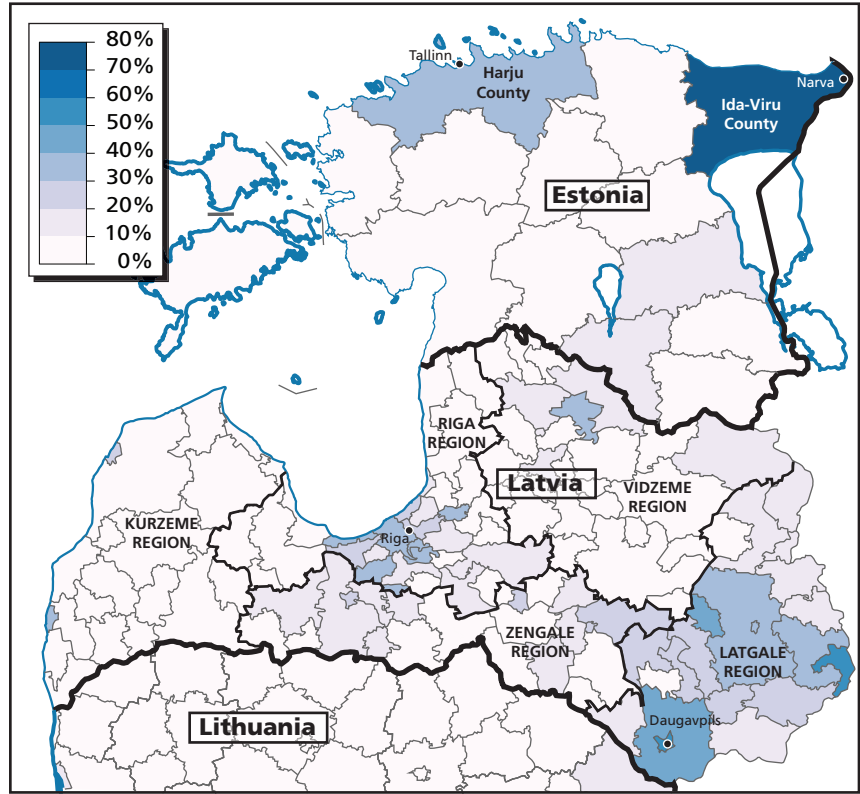 80%
70%
60%
50%
40%
30%
20%
10%
0%
Tallinn
Harju
County
Narva
Ida-Viru
County
Estonia
RIGA
REGION
Latvia
VIDZEME
REGION
KURZEME
REGION
Riga
ZENGALE
REGION
LATGALE
REGION
Lithuania
Daugavpils